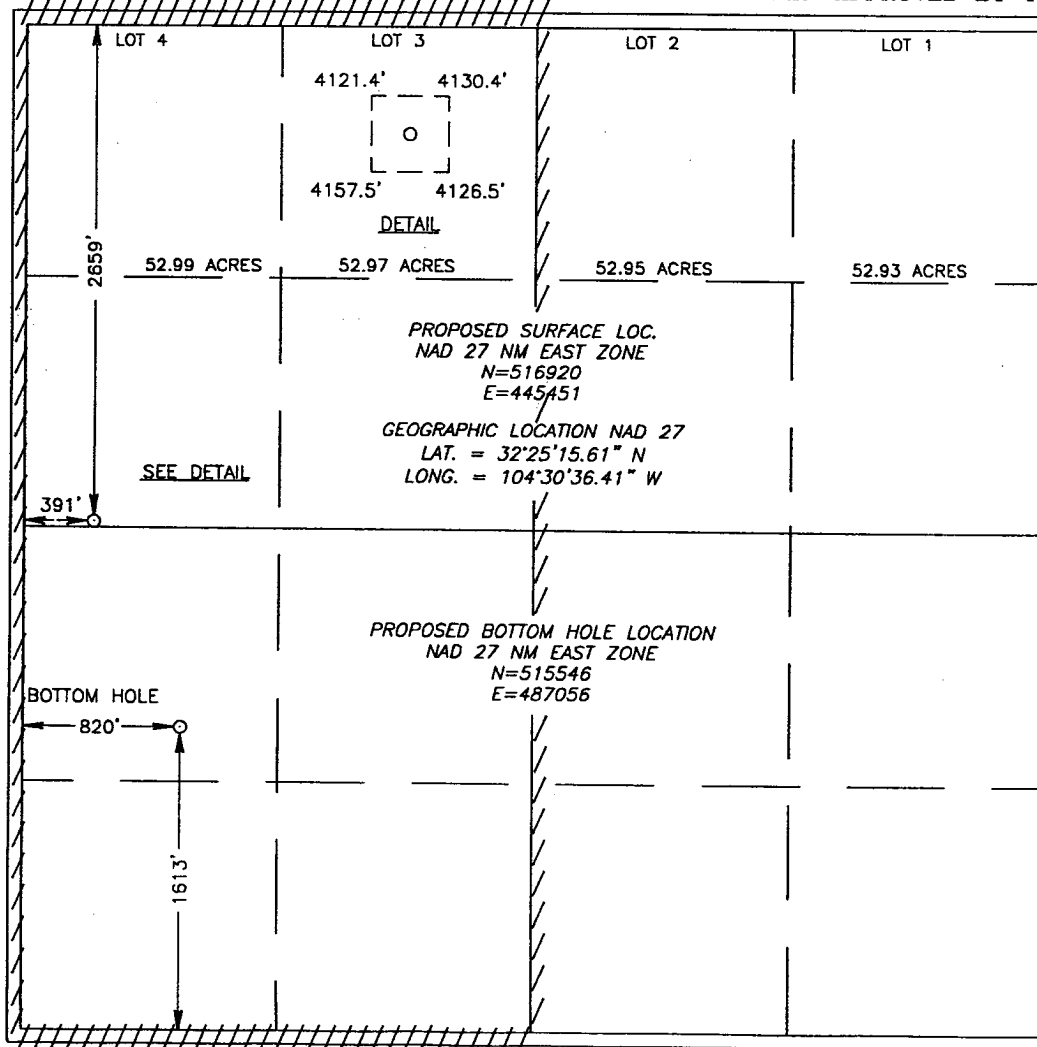 LOT 4 LOT 3 LOT 2 LOT 1
4121.4' 4130.4'
4157.5' 4126.5'
DETAIL
2659'
52.99 ACRES 52.97 ACRES 52.95 ACRES 52.93 ACRES
PROPOSED SURFACE LOC.
NAD 27 NM EAST ZONE
N=516920
E=445451
GEOGRAPHIC LOCATION NAD 27
LAT. = 32°25'15.61" N
LONG. = 104°30'36.41" W
SEE DETAIL
391'
PROPOSED BOTTOM HOLE LOCATION
NAD 27 NM EAST ZONE
N=515546
E=487056
BOTTOM HOLE
820'
1613'